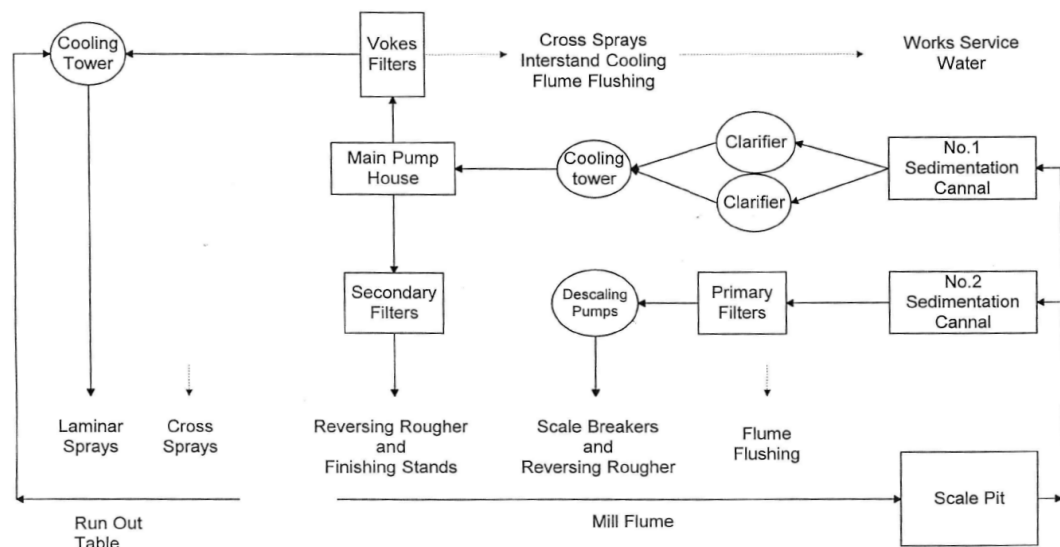 Cooling
Tower
Vokes
Filters
Cross Sprays
Interstand Cooling
Flume Flushing
Works Service
Water
Main Pump
House
Cooling
tower
Clarifier
Clarifier
No.1
Sedimentation
Cannal
Secondary
Filters
Descaling
Pumps
Primary
Filters
No.2
Sedimentation
Cannal
Laminar
Sprays
Cross
Sprays
Reversing Rougher
and
Finishing Stands
Scale Breakers
and
Reversing Rougher
Flume
Flushing
Scale Pit
Run Out
Table
Mill Flume